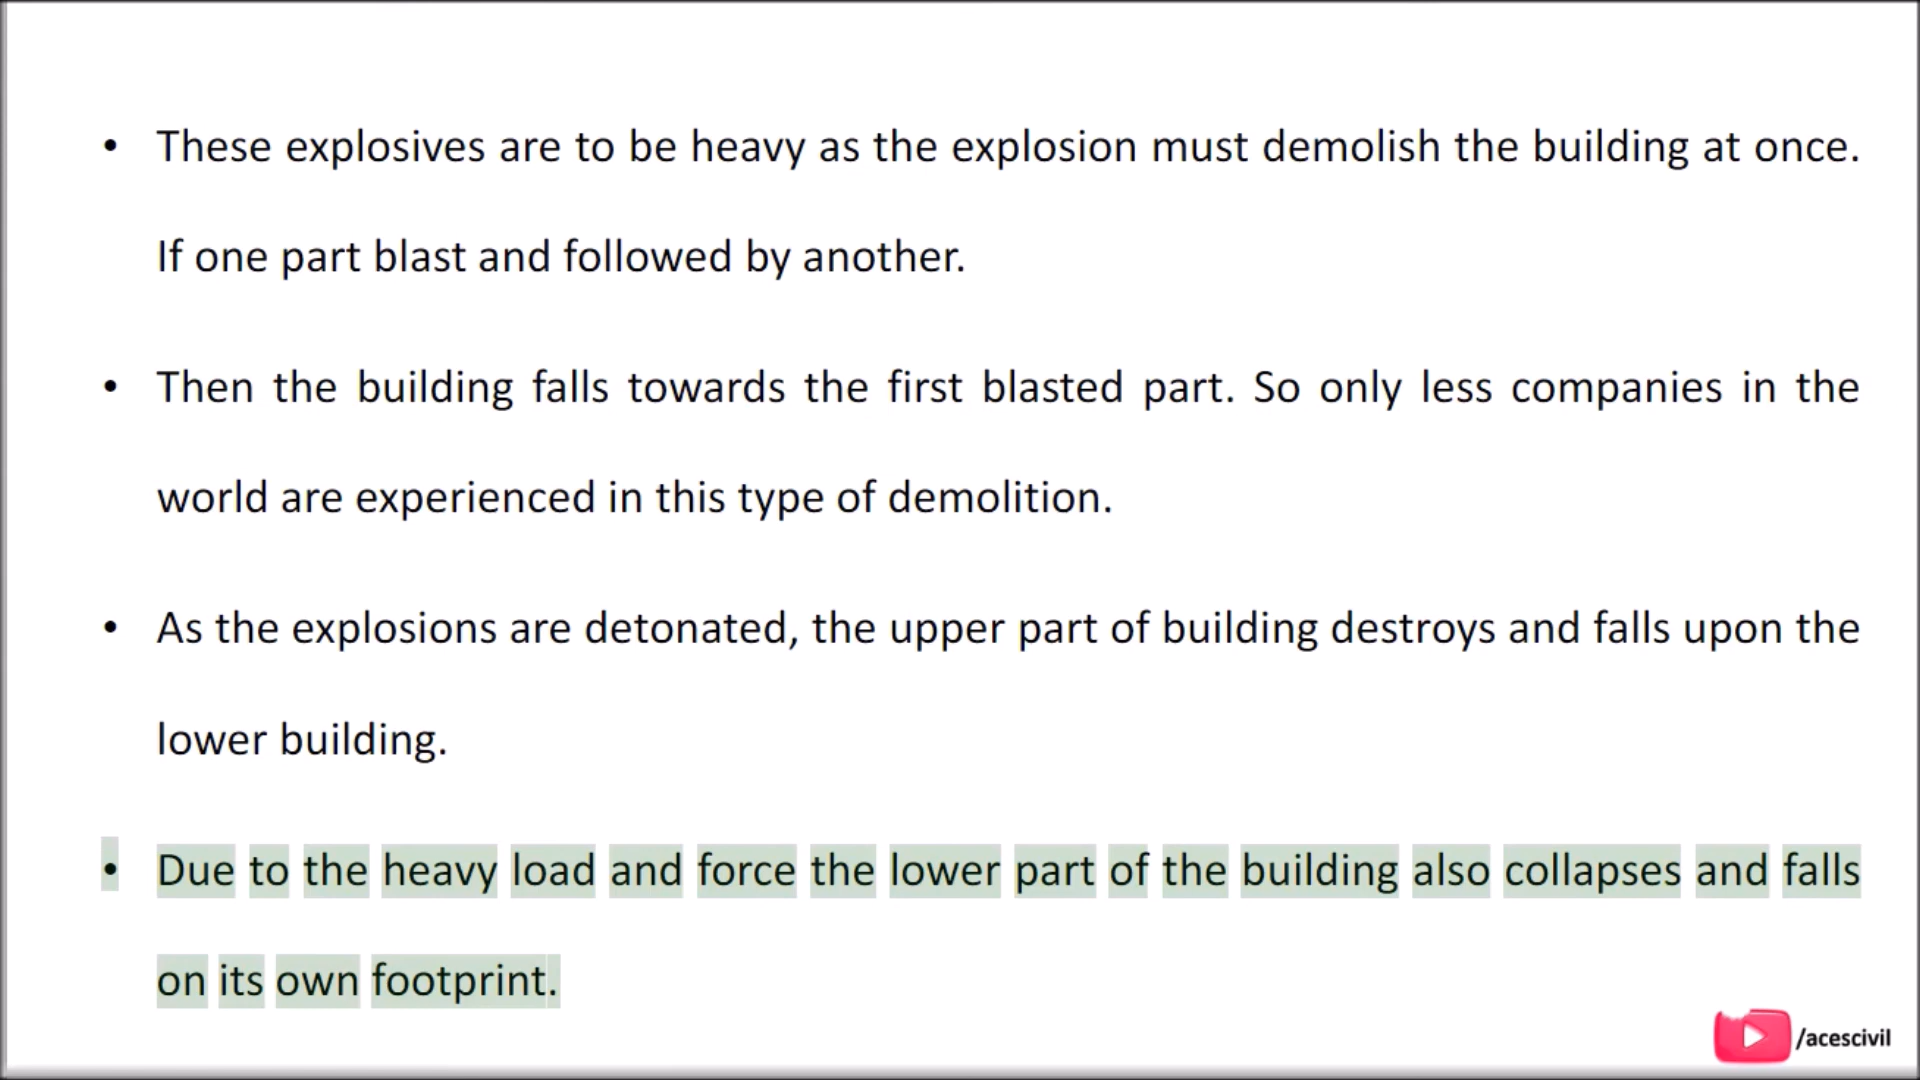 • These explosives are to be heavy as the explosion must demolish the building at once.
If one part blast and followed by another.
• Then the building falls towards the first blasted part. So only less companies in the
world are experienced in this type of demolition.
• As the explosions are detonated, the upper part of building destroys and falls upon the
lower building.
• Due to the heavy load and force the lower part of the building also collapses and falls
on its own footprint.
/acescivil